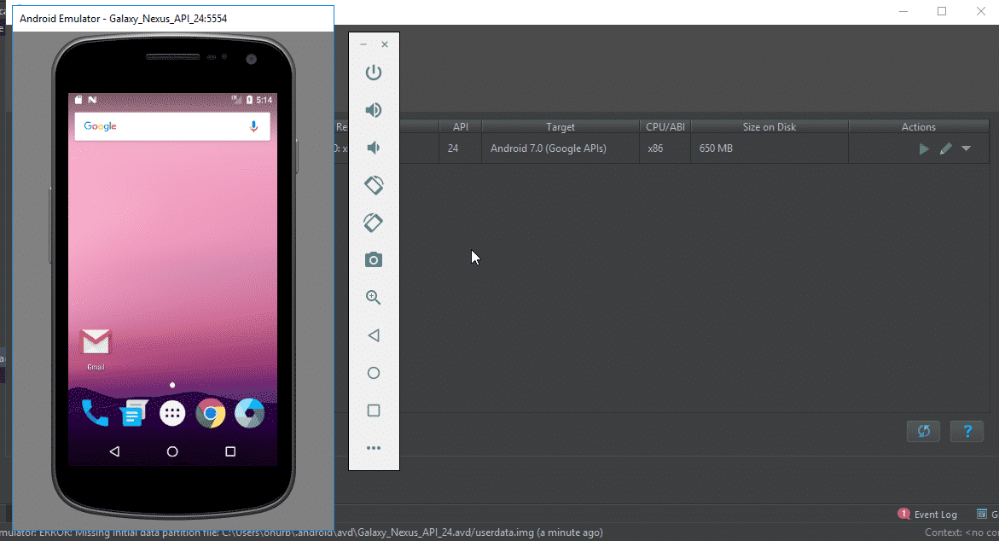 Android Emulator - Galaxy_Nexus_API_24:5554
5:14
Google
Gmail
Re
API
Target
CPU/ABI
Size on Disk
Actions
0: x
24
Android 7.0 (Google APIs)
x86
650 MB
?
1
Event Log
G
mulator: ERROR: Missing initial data partition file: C:\Users\onurb\.android\avd\Galaxy_Nexus_API_24.avd/userdata.img (a minute ago)
Context: <no co